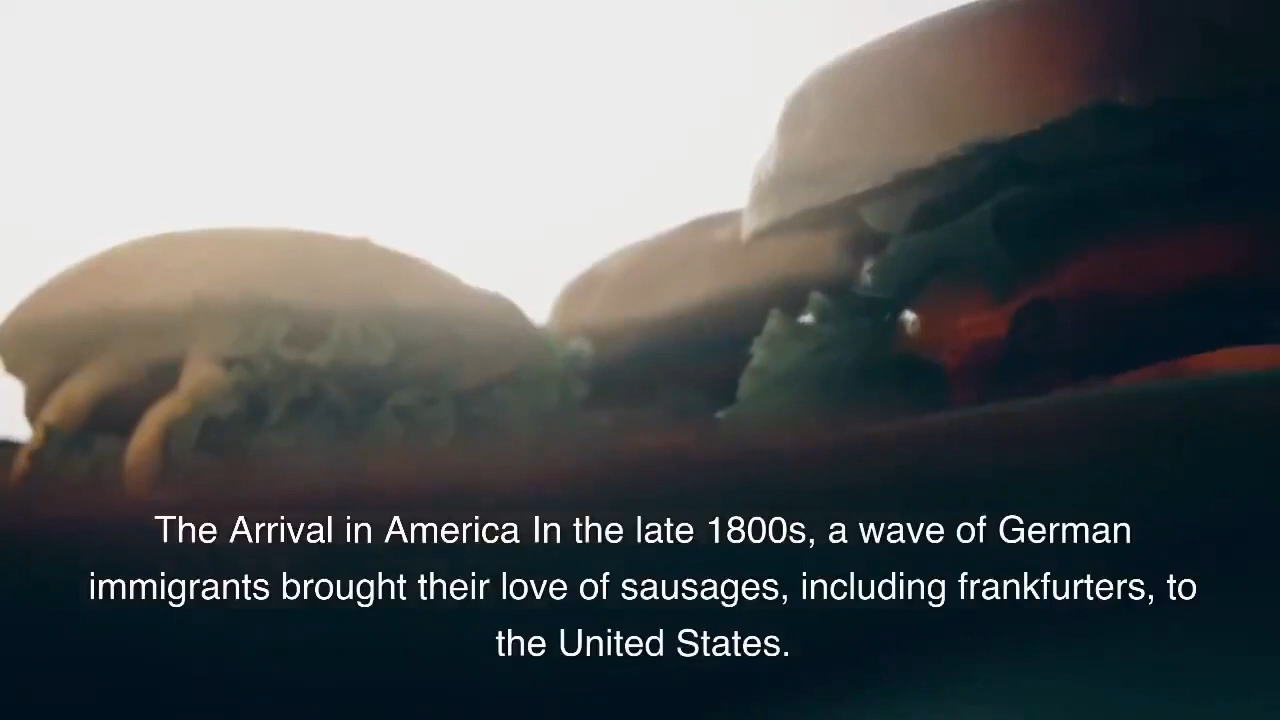 The Arrival in America In the late 1800s, a wave of German
immigrants brought their love of sausages, including frankfurters, to
the United States.